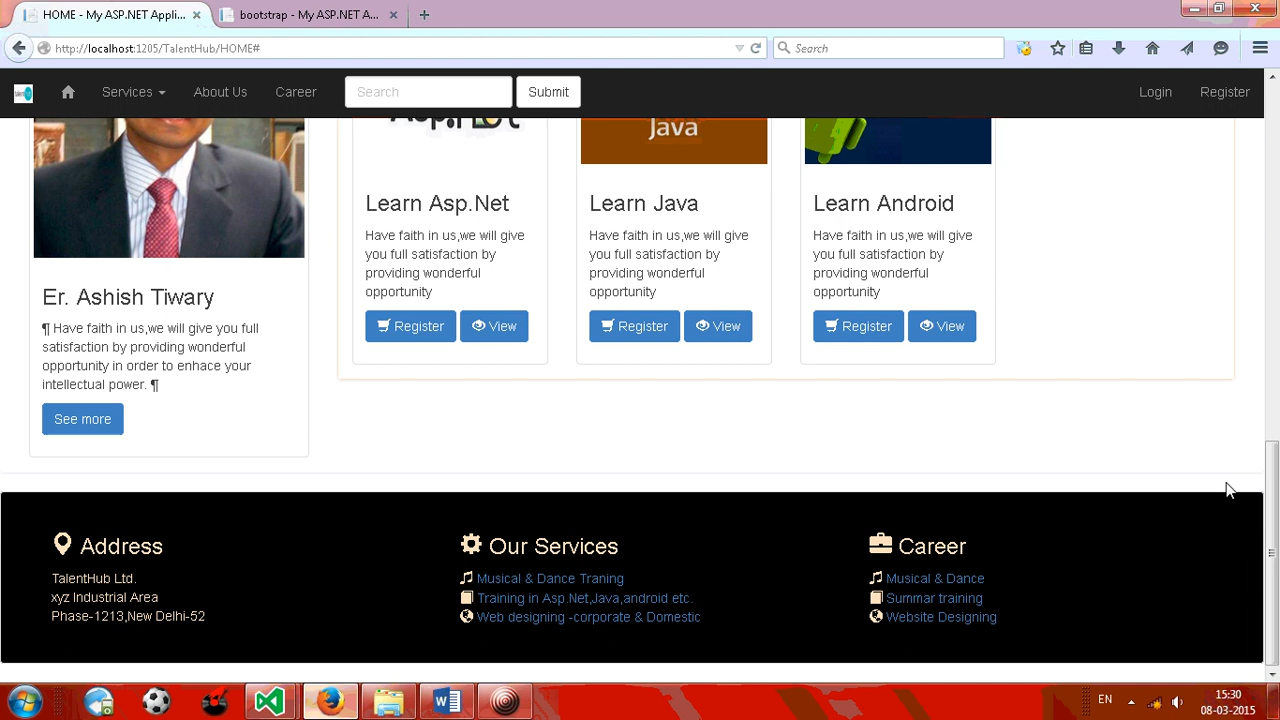 HOME - My ASP.NET Appli...
bootstrap - My ASP.NET A...
http://localhost:1205/TalentHub/HOME#
Search
Services
About Us
Career
Search
Submit
Login
Register
Asp.Net
Java
Learn Asp.Net
Have faith in us,we will give
you full satisfaction by
providing wonderful
opportunity
Register
View
Learn Java
Have faith in us,we will give
you full satisfaction by
providing wonderful
opportunity
Register
View
Learn Android
Have faith in us,we will give
you full satisfaction by
providing wonderful
opportunity
Register
View
Er. Ashish Tiwary
¶ Have faith in us,we will give you full
satisfaction by providing wonderful
opportunity in order to enhace your
intellectual power. ¶
See more
Address
TalentHub Ltd.
xyz Industrial Area
Phase-1213,New Delhi-52
Our Services
Musical & Dance Traning
Training in Asp.Net,Java,android etc.
Web designing -corporate & Domestic
Career
Musical & Dance
Summar training
Website Designing
EN
15:30
08-03-2015